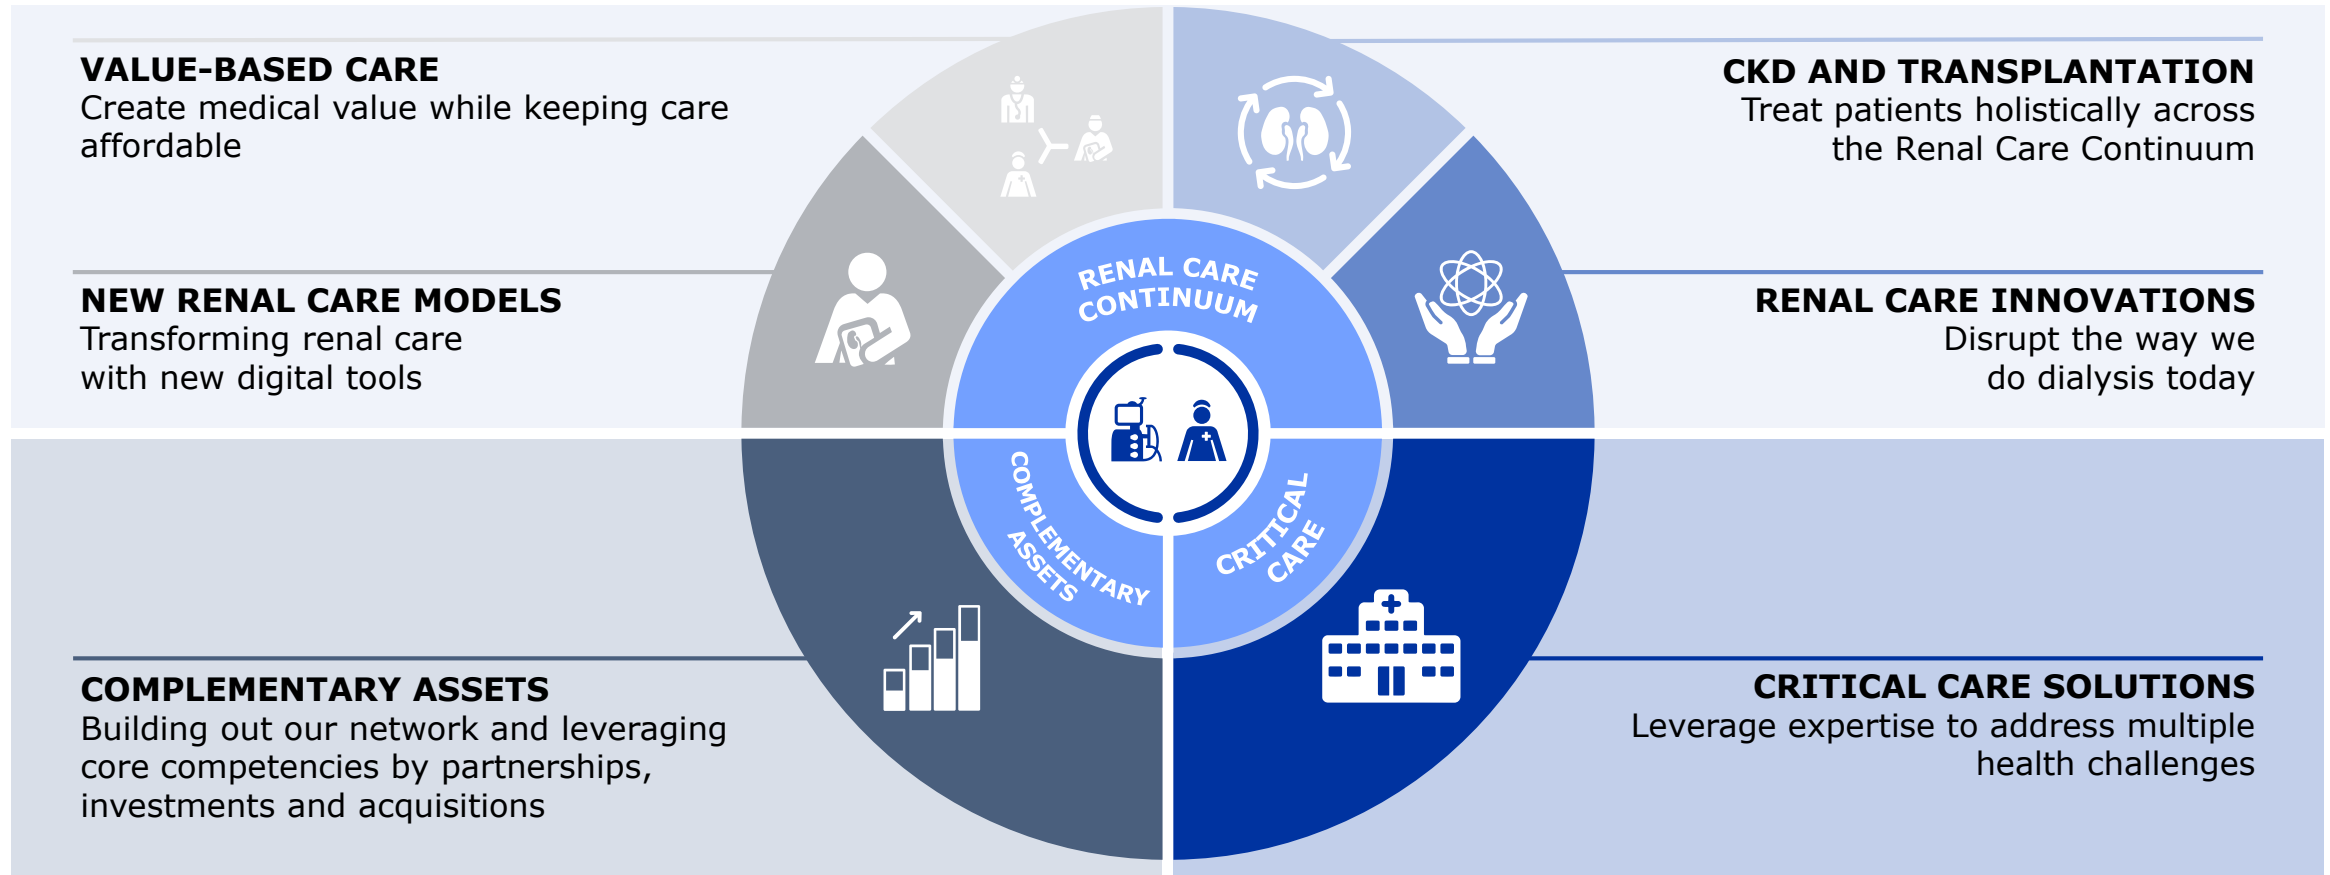 VALUE-BASED CARE
Create medical value while keeping care
affordable
NEW RENAL CARE MODELS
Transforming renal care
with new digital tools
CKD AND TRANSPLANTATION
Treat patients holistically across
the Renal Care Continuum
RENAL CARE INNOVATIONS
Disrupt the way we
do dialysis today
RENAL CARE
CONTINUUM
COMPLEMENTARY
ASSETS
CRITICAL
CARE
COMPLEMENTARY ASSETS
Building out our network and leveraging
core competencies by partnerships,
investments and acquisitions
CRITICAL CARE SOLUTIONS
Leverage expertise to address multiple
health challenges